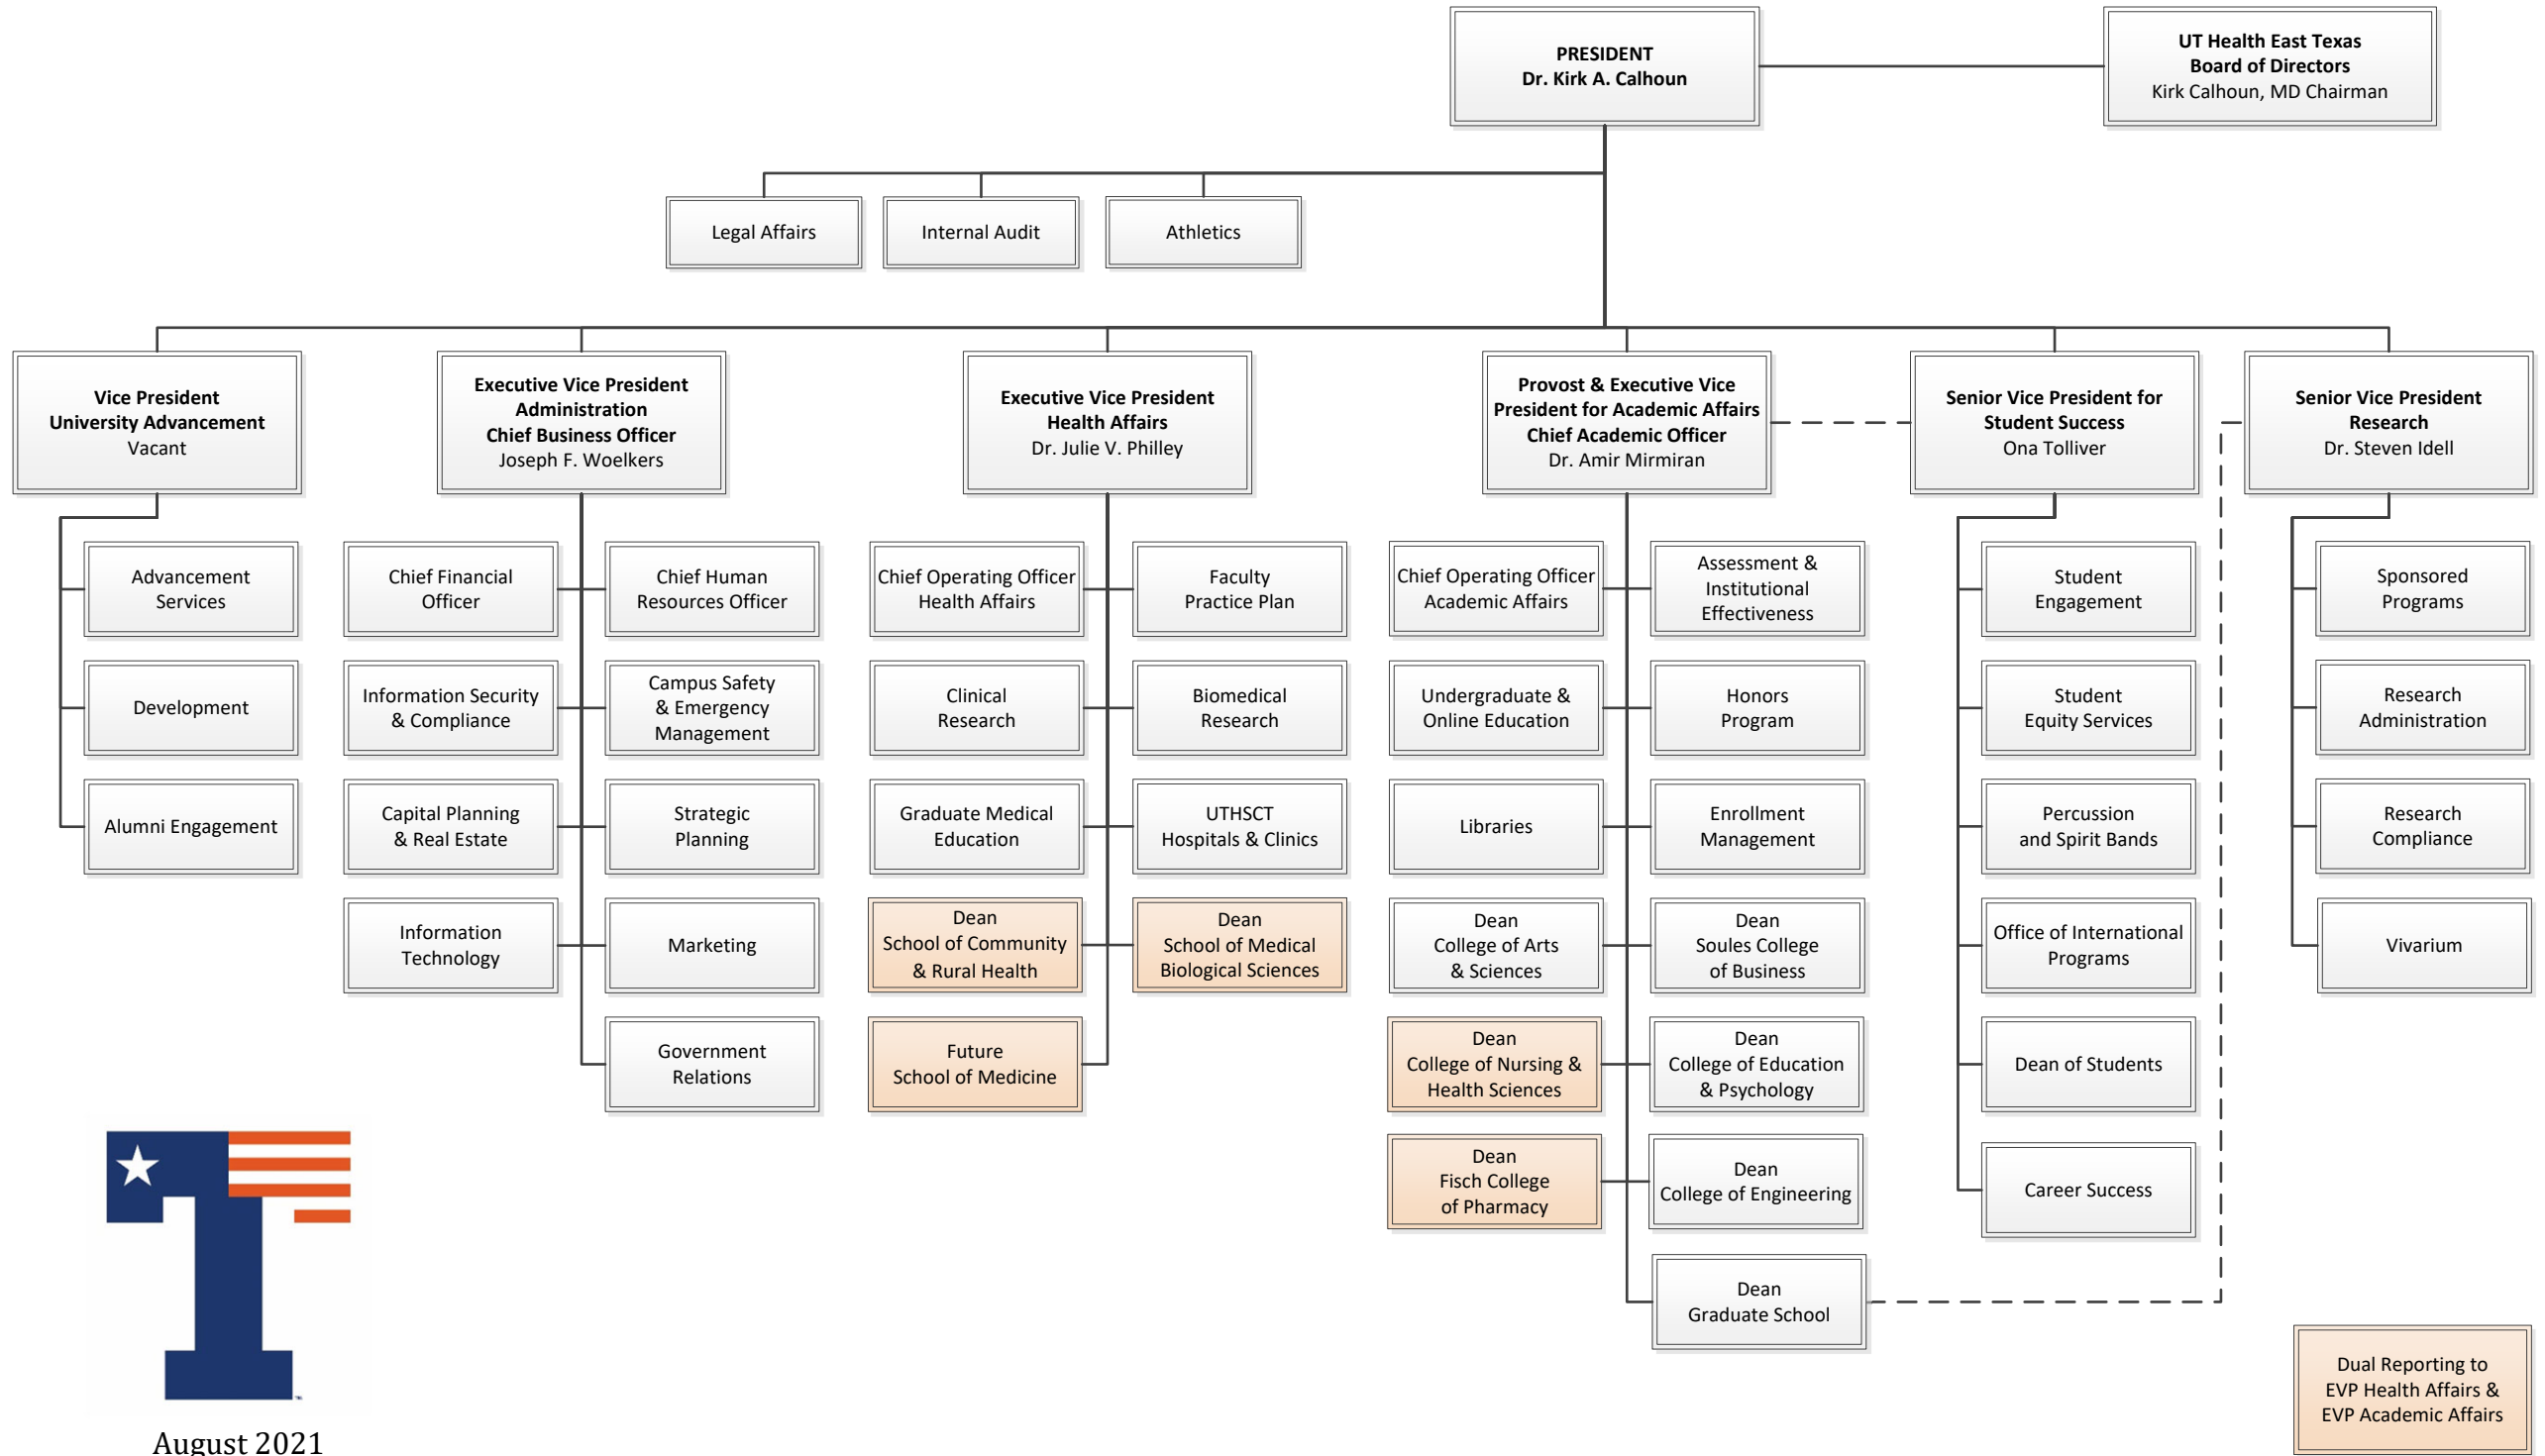 PRESIDENT
Dr. Kirk A. Calhoun
UT Health East Texas
Board of Directors
Kirk Calhoun, MD Chairman
Legal Affairs
Internal Audit
Athletics
Vice President
University Advancement
Vacant
Executive Vice President
Administration
Chief Business Officer
Joseph F. Woelkers
Executive Vice President
Health Affairs
Dr. Julie V. Philley
Provost & Executive Vice
President for Academic Affairs
Chief Academic Officer
Dr. Amir Mirmiran
Senior Vice President for
Student Success
Ona Tolliver
Senior Vice President
Research
Dr. Steven Idell
Advancement
Services
Development
Alumni Engagement
Chief Financial
Officer
Chief Human
Resources Officer
Information Security
& Compliance
Campus Safety
& Emergency
Management
Capital Planning
& Real Estate
Strategic
Planning
Information
Technology
Marketing
Government
Relations
Chief Operating Officer
Health Affairs
Faculty
Practice Plan
Clinical
Research
Biomedical
Research
Graduate Medical
Education
UTHSCT
Hospitals & Clinics
Dean
School of Community
& Rural Health
Dean
School of Medical
Biological Sciences
Future
School of Medicine
Chief Operating Officer
Academic Affairs
Assessment &
Institutional
Effectiveness
Undergraduate &
Online Education
Honors
Program
Libraries
Enrollment
Management
Dean
College of Arts
& Sciences
Dean
Soules College
of Business
Dean
College of Nursing &
Health Sciences
Dean
College of Education
& Psychology
Dean
Fisch College
of Pharmacy
Dean
College of Engineering
Dean
Graduate School
Student
Engagement
Student
Equity Services
Percussion
and Spirit Bands
Office of International
Programs
Dean of Students
Career Success
Sponsored
Programs
Research
Administration
Research
Compliance
Vivarium
Dual Reporting to
EVP Health Affairs &
EVP Academic Affairs
T
August 2021